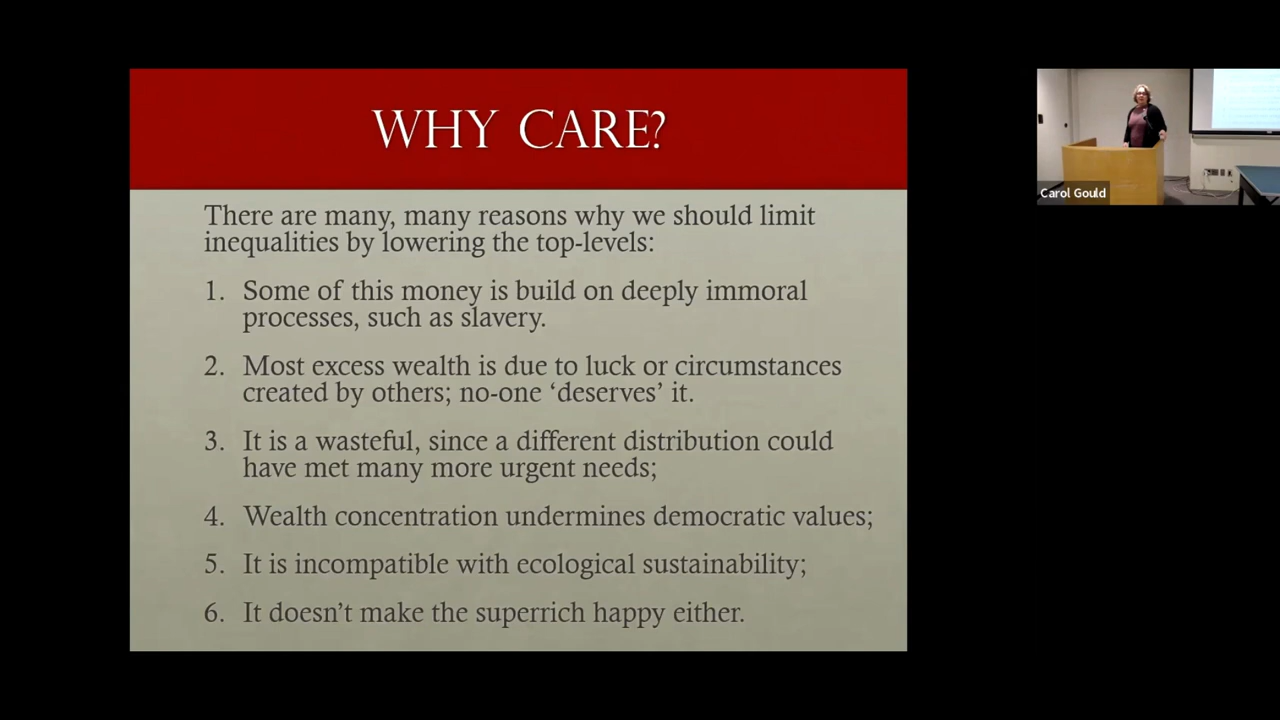 WHY CARE?
There are many, many reasons why we should limit
inequalities by lowering the top-levels:
1. Some of this money is build on deeply immoral
processes, such as slavery.
2. Most excess wealth is due to luck or circumstances
created by others; no-one ‘deserves’ it.
3. It is a wasteful, since a different distribution could
have met many more urgent needs;
4. Wealth concentration undermines democratic values;
5. It is incompatible with ecological sustainability;
6. It doesn’t make the superrich happy either.
Carol Gould